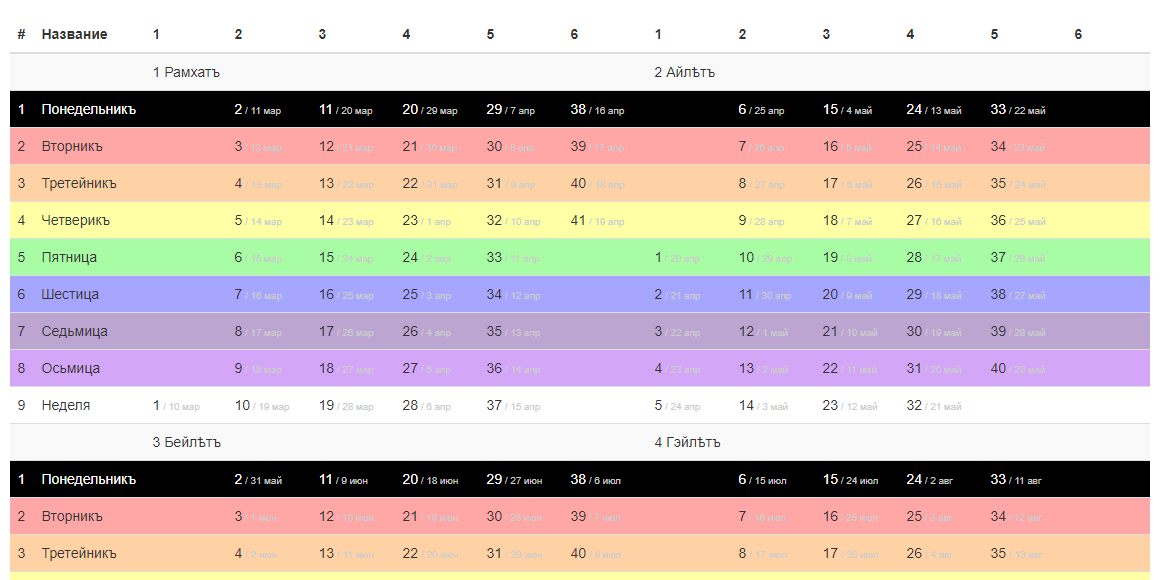 # Название 1 2 3 4 5 6 1 2 3 4 5 6
1 Рамхатъ 2 Айлѣтъ
1 Понедельникъ 2 / 11 мар 11 / 20 мар 20 / 29 мар 29 / 7 апр 38 / 16 апр 6 / 25 апр 15 / 4 май 24 / 13 май 33 / 22 май
2 Вторникъ 3 / 12 мар 12 / 21 мар 21 / 30 мар 30 / 8 апр 39 / 17 апр 7 / 26 апр 16 / 5 май 25 / 14 май 34 / 23 май
3 Третейникъ 4 / 13 мар 13 / 22 мар 22 / 31 мар 31 / 9 апр 40 / 18 апр 8 / 27 апр 17 / 6 май 26 / 15 май 35 / 24 май
4 Четверикъ 5 / 14 мар 14 / 23 мар 23 / 1 апр 32 / 10 апр 41 / 19 апр 9 / 28 апр 18 / 7 май 27 / 16 май 36 / 25 май
5 Пятница 6 / 15 мар 15 / 24 мар 24 / 2 апр 33 / 11 апр 1 / 20 апр 10 / 29 апр 19 / 8 май 28 / 17 май 37 / 26 май
6 Шестица 7 / 16 мар 16 / 25 мар 25 / 3 апр 34 / 12 апр 2 / 21 апр 11 / 30 апр 20 / 9 май 29 / 18 май 38 / 27 май
7 Седьмица 8 / 17 мар 17 / 26 мар 26 / 4 апр 35 / 13 апр 3 / 22 апр 12 / 1 май 21 / 10 май 30 / 19 май 39 / 28 май
8 Осьмица 9 / 18 мар 18 / 27 мар 27 / 5 апр 36 / 14 апр 4 / 23 апр 13 / 2 май 22 / 11 май 31 / 20 май 40 / 29 май
9 Неделя 1 / 10 мар 10 / 19 мар 19 / 28 мар 28 / 6 апр 37 / 15 апр 5 / 24 апр 14 / 3 май 23 / 12 май 32 / 21 май
3 Бейлѣтъ 4 Гэйлѣтъ
1 Понедельникъ 2 / 31 май 11 / 9 июн 20 / 18 июн 29 / 27 июн 38 / 6 июл 6 / 15 июл 15 / 24 июл 24 / 2 авг 33 / 11 авг
2 Вторникъ 3 / 1 июн 12 / 10 июн 21 / 19 июн 30 / 28 июн 39 / 7 июл 7 / 16 июл 16 / 25 июл 25 / 3 авг 34 / 12 авг
3 Третейникъ 4 / 2 июн 13 / 11 июн 22 / 20 июн 31 / 29 июн 40 / 8 июл 8 / 17 июл 17 / 26 июл 26 / 4 авг 35 / 13 авг